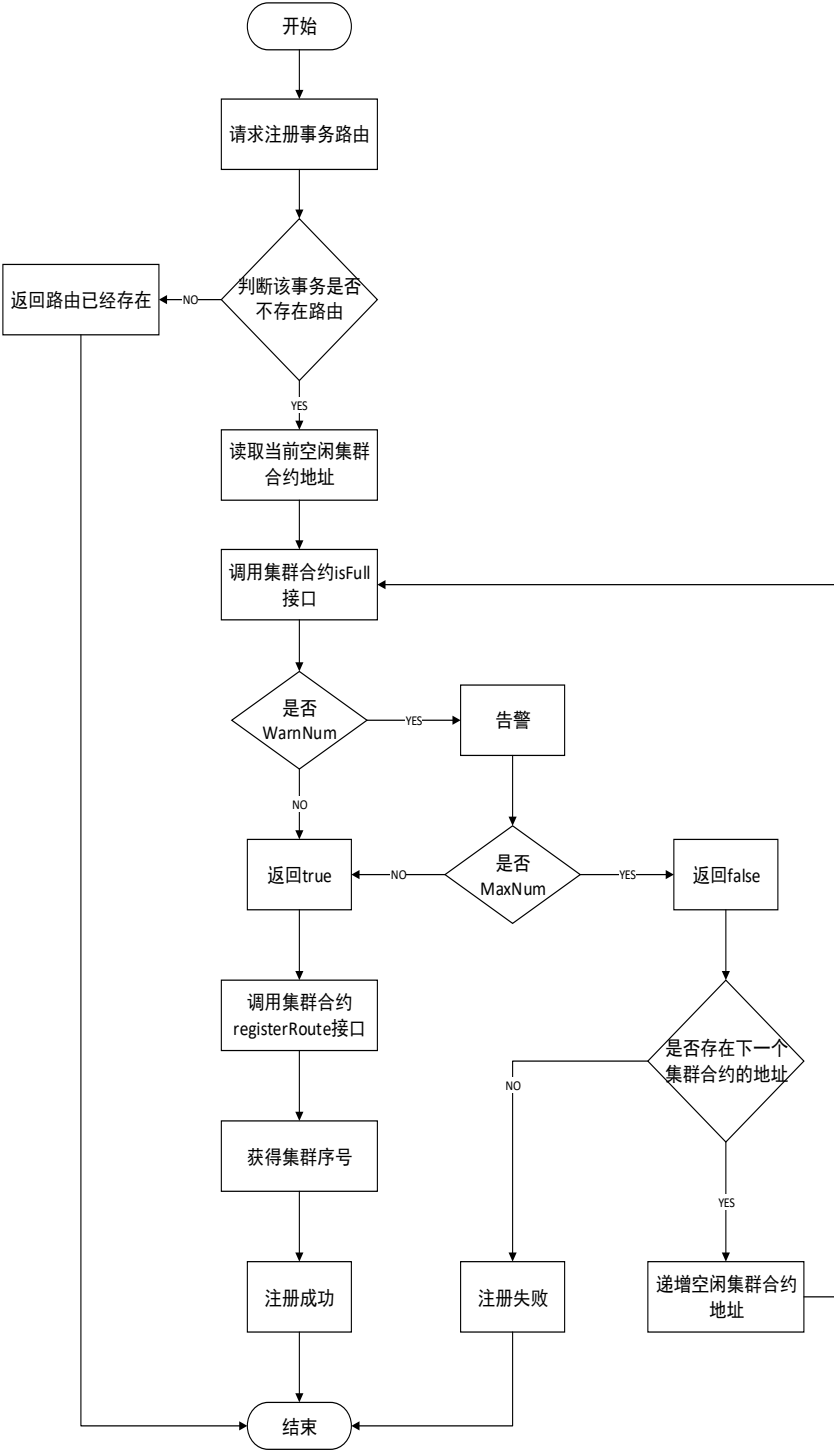 开始
请求注册事务路由
判断该事务是否
不存在路由
NO
返回路由已经存在
YES
读取当前空闲集群
合约地址
调用集群合约isFull
接口
是否
WarnNum
YES
告警
NO
返回true
NO
是否
MaxNum
YES
返回false
调用集群合约
registerRoute接口
是否存在下一个
集群合约的地址
NO
获得集群序号
YES
注册成功
注册失败
递增空闲集群合约
地址
结束